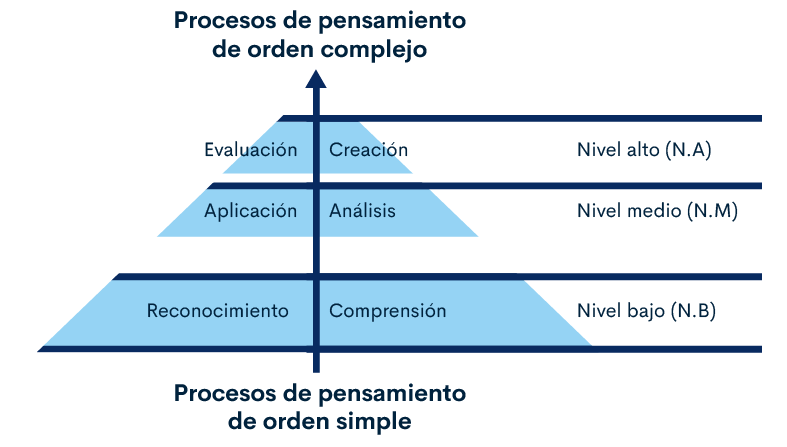 Procesos de pensamiento
de orden complejo
Evaluación Creación Nivel alto (N.A)
Aplicación Análisis Nivel medio (N.M)
Reconocimiento Comprensión Nivel bajo (N.B)
Procesos de pensamiento
de orden simple